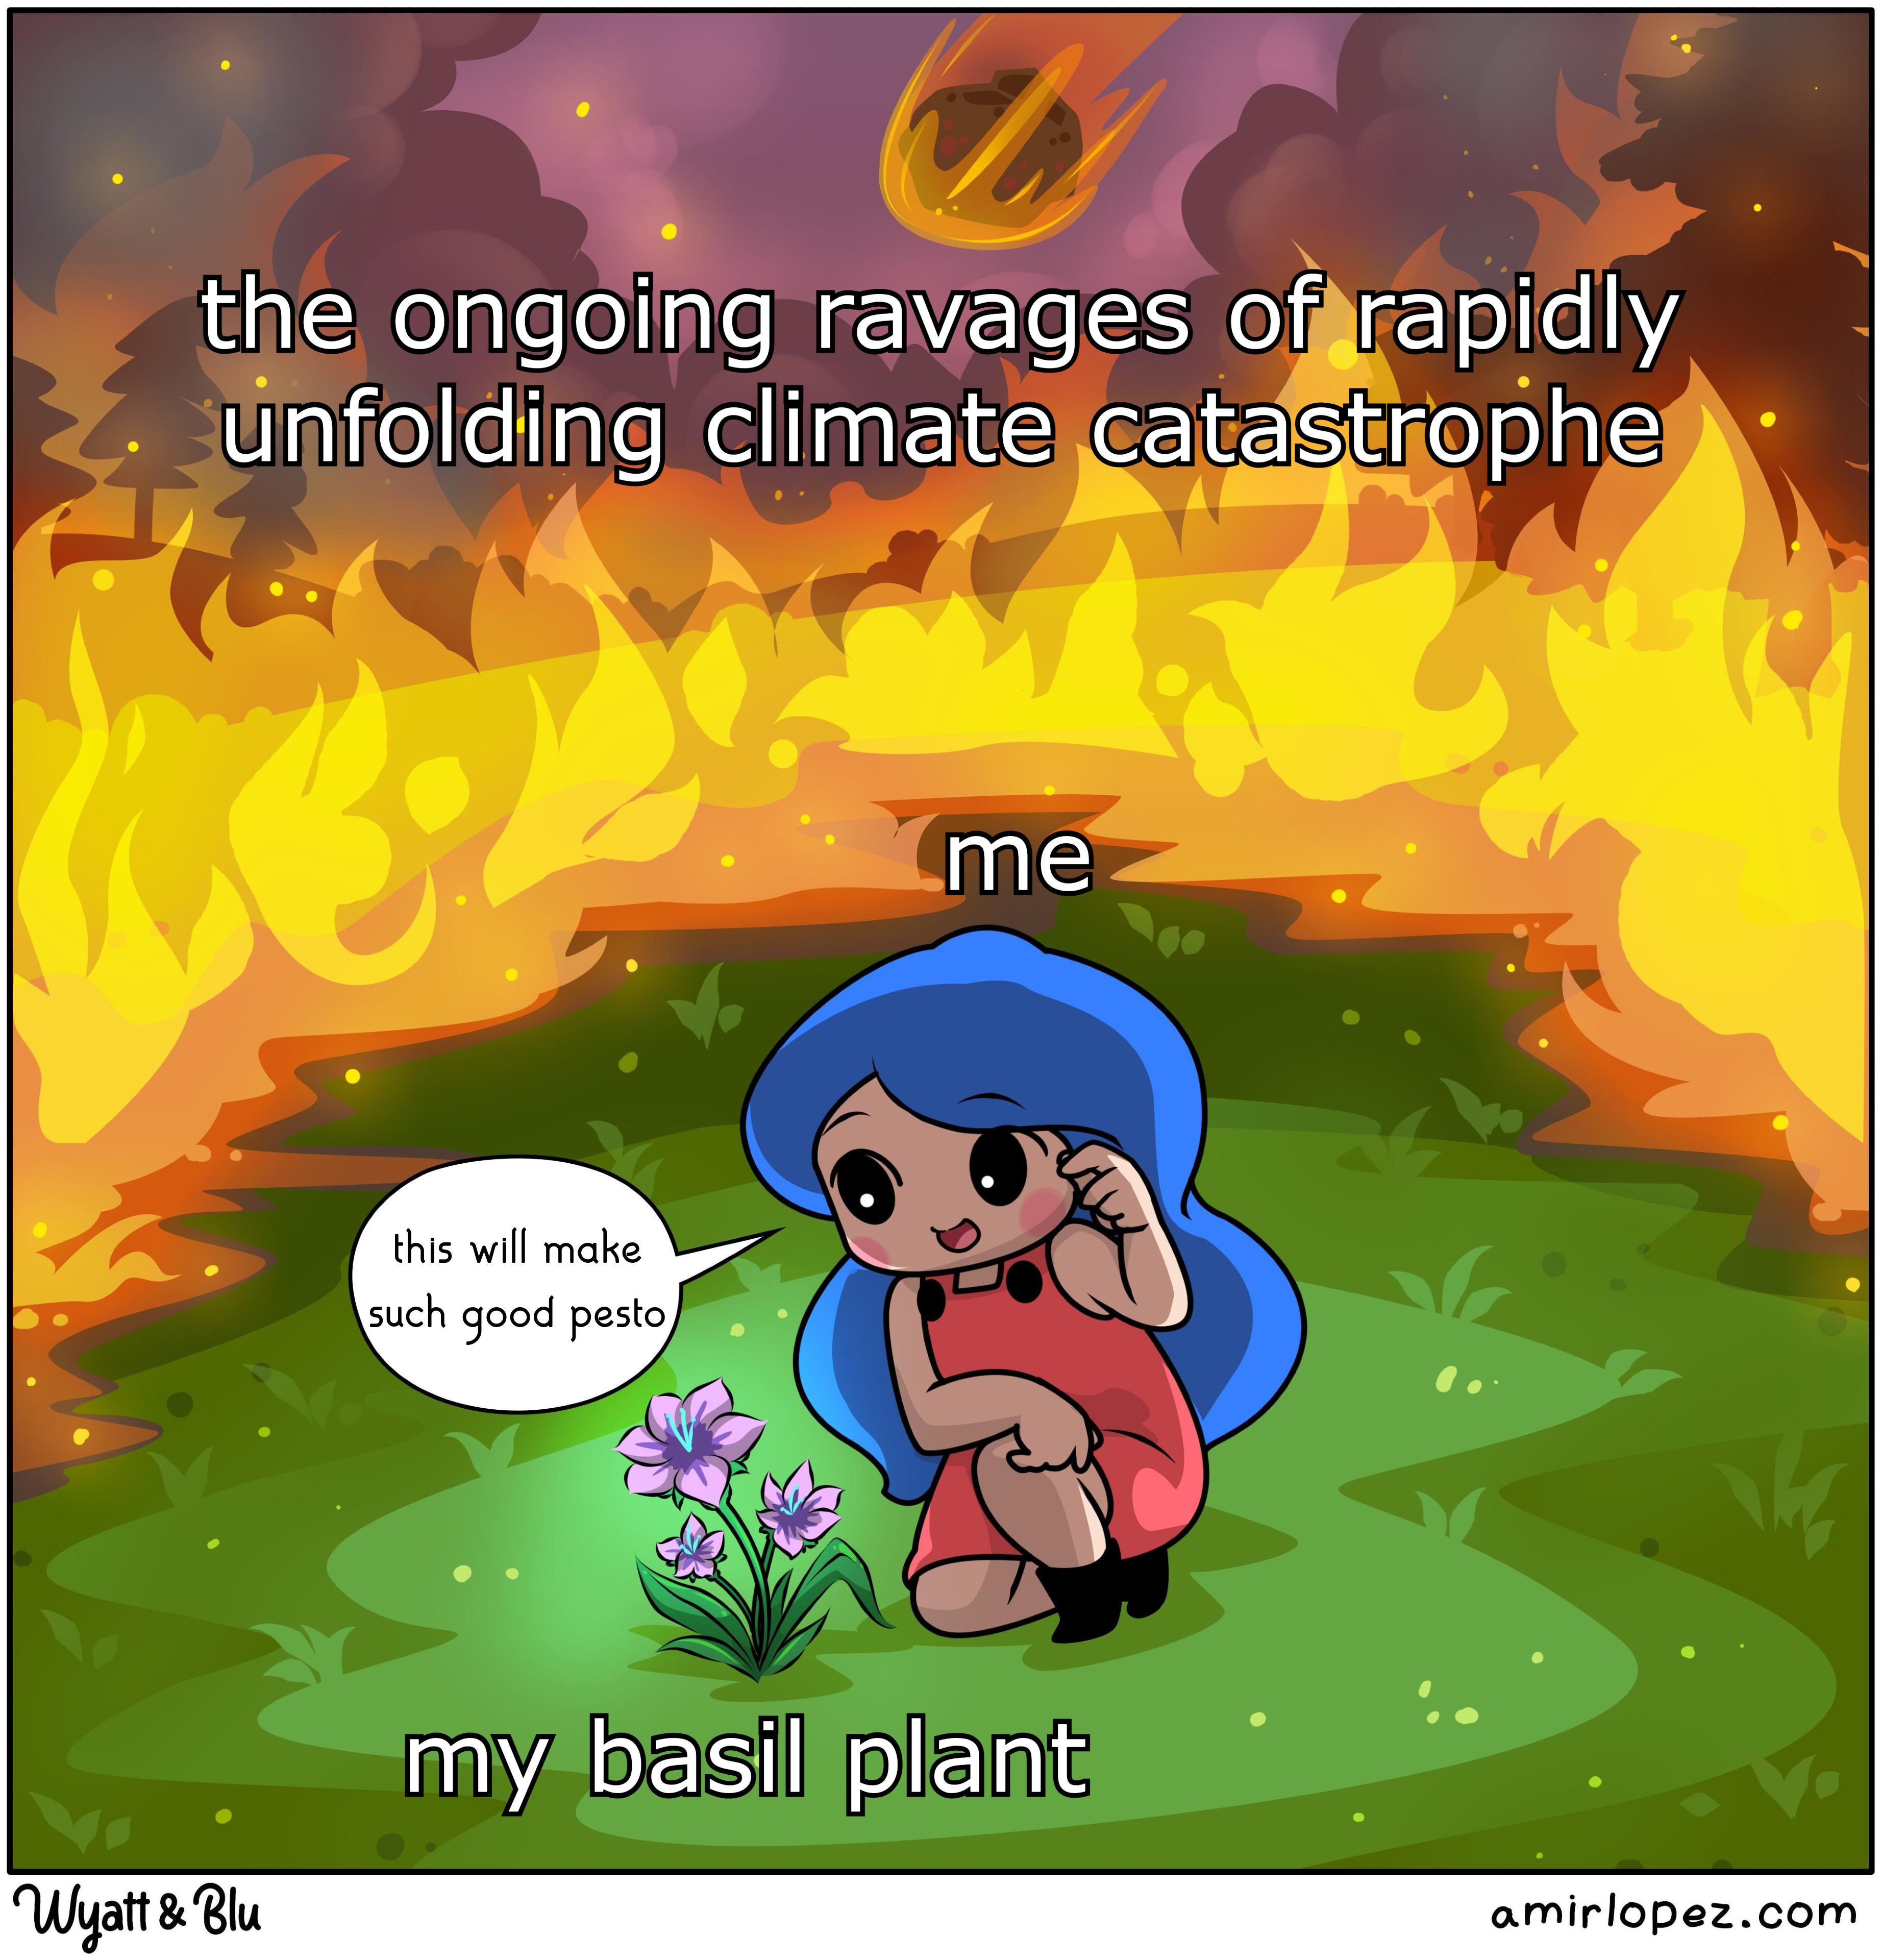 the ongoing ravages of rapidly
unfolding climate catastrophe
me
this will make
such good pesto
my basil plant
Wyatt & Blu
amirlopez.com